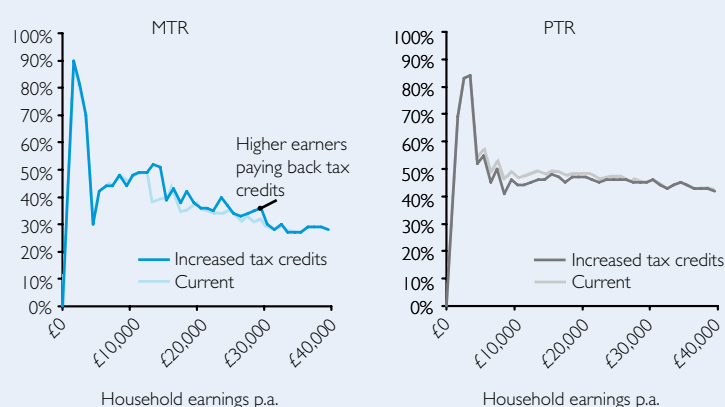 MTR
100%
90%
80%
70%
60%
50%
40%
30%
20%
10%
0%
Higher earners
paying back tax
credits
Increased tax credits
Current
£0
£10,000
£20,000
£30,000
£40,000
Household earnings p.a.
PTR
100%
90%
80%
70%
60%
50%
40%
30%
20%
10%
0%
Increased tax credits
Current
£0
£10,000
£20,000
£30,000
£40,000
Household earnings p.a.